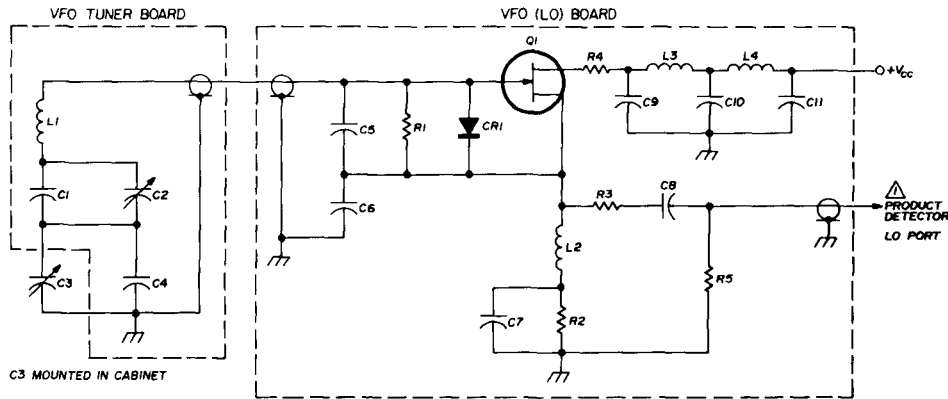 VFO TUNER BOARD
VFO (LO) BOARD
Q1
R4
L3
L4
+VCC
C9
C10
C11
L1
C5
R1
CR1
C1
C2
C6
R3
C8
1
PRODUCT
DETECTOR
LO PORT
C3
C4
L2
R5
C7
R2
C3 MOUNTED IN CABINET